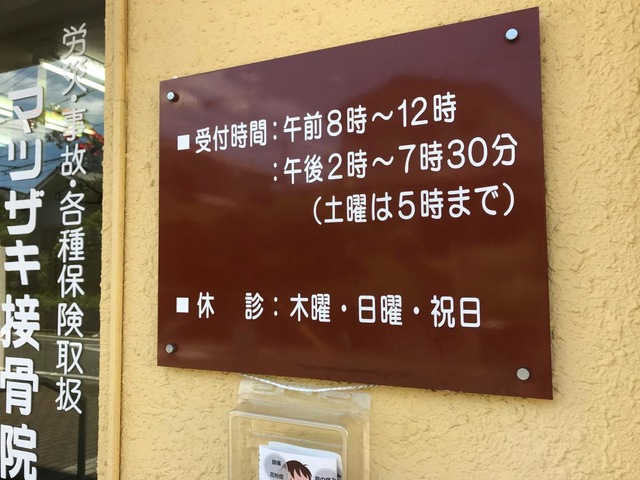 労災・事故・各種保険取扱
マツザキ接骨院
■受付時間：午前８時～12時
：午後２時～７時30分
（土曜は５時まで）
■休　診：木曜・日曜・祝日